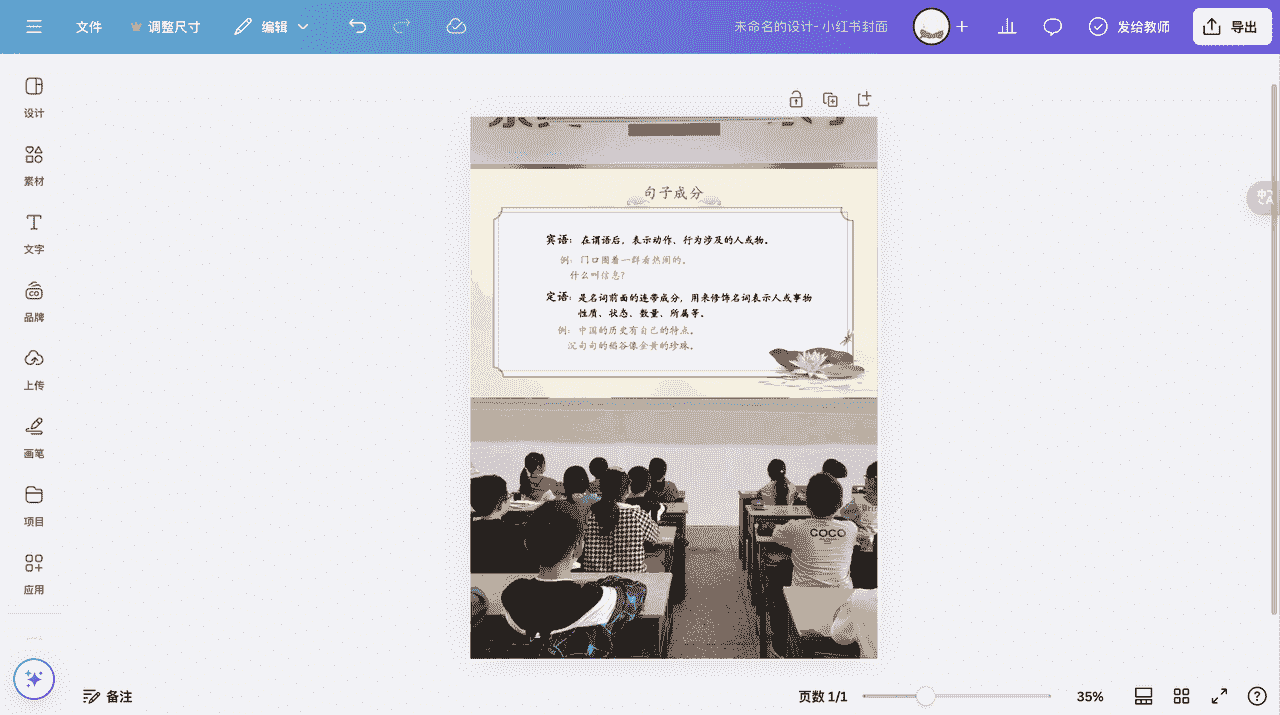 文件
调整尺寸
编辑
未命名的设计-小红书封面
发给教师
导出
设计
素材
文字
品牌
CO
上传
画笔
项目
应用
句子成分
宾语：在谓语后，表示动作、行为涉及的人或物。
例：门口围着一群看热闹的。
什么叫信息？
定语：是名词前面的连带成分，用来修饰名词表示人或事物
性质、状态、数量、所属等。
例：中国的历史有自己的特点。
沉甸甸的稻谷像金黄的珍珠。
COCO
备注
页数 1/1
35%